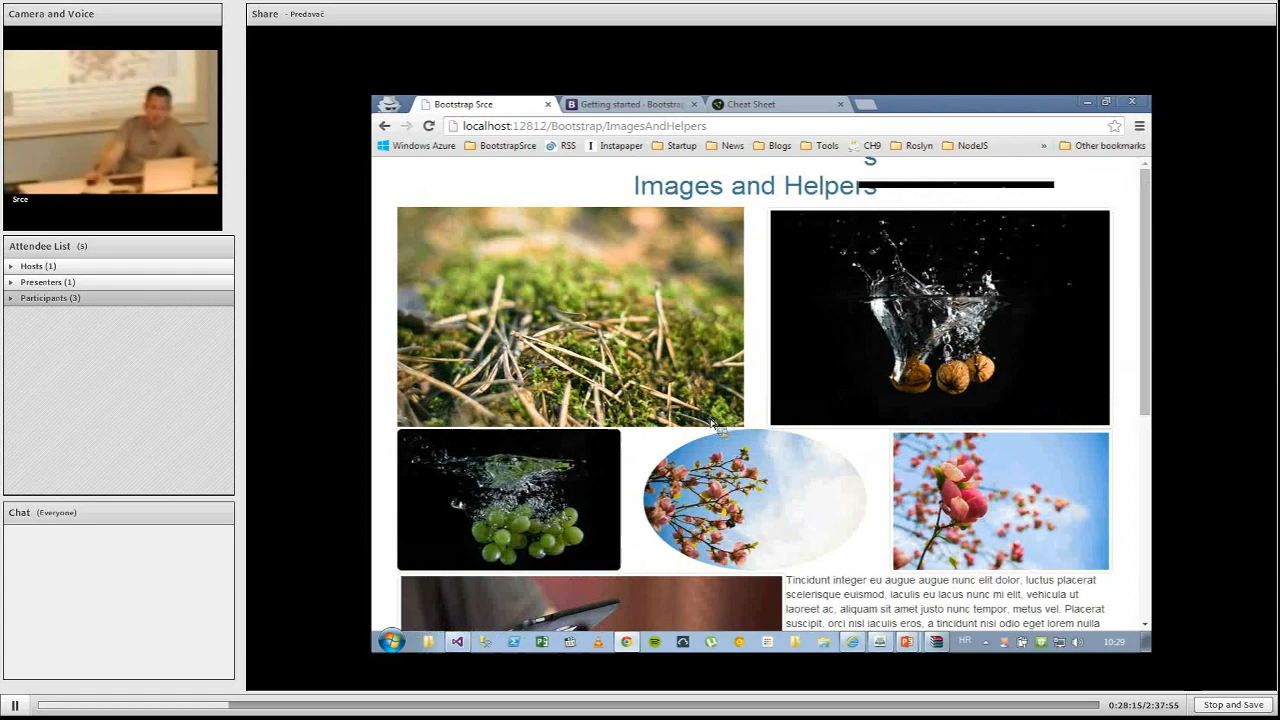 Camera and Voice
Srce
Attendee List (5)
Hosts (1)
Presenters (1)
Participants (3)
Chat (Everyone)
Share - Predavač
Bootstrap Srce
Getting started - Bootstrap
Cheat Sheet
localhost:12812/Bootstrap/ImagesAndHelpers
Windows Azure
BootstrapSrce
RSS
Instapaper
Startup
News
Blogs
Tools
CH9
Roslyn
NodeJS
»
Other bookmarks
s
Images and Helpers
Tincidunt integer eu augue augue nunc elit dolor, luctus placerat
scelerisque euismod, iaculis eu lacus nunc mi elit, vehicula ut
laoreet ac, aliquam sit amet justo nunc tempor, metus vel. Placerat
suscipit, orci nisl iaculis eros, a tincidunt nisi odio eget lorem nulla
HR
10:29
0:28:15/2:37:55
Stop and Save